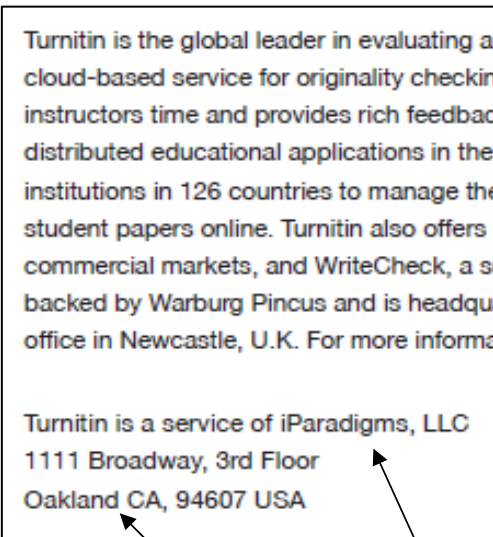 Turnitin is the global leader in evaluating a
cloud-based service for originality checkin
instructors time and provides rich feedbac
distributed educational applications in the
institutions in 126 countries to manage the
student papers online. Turnitin also offers
commercial markets, and WriteCheck, a s
backed by Warburg Pincus and is headqu
office in Newcastle, U.K. For more informa
Turnitin is a service of iParadigms, LLC
1111 Broadway, 3rd Floor
Oakland CA, 94607 USA